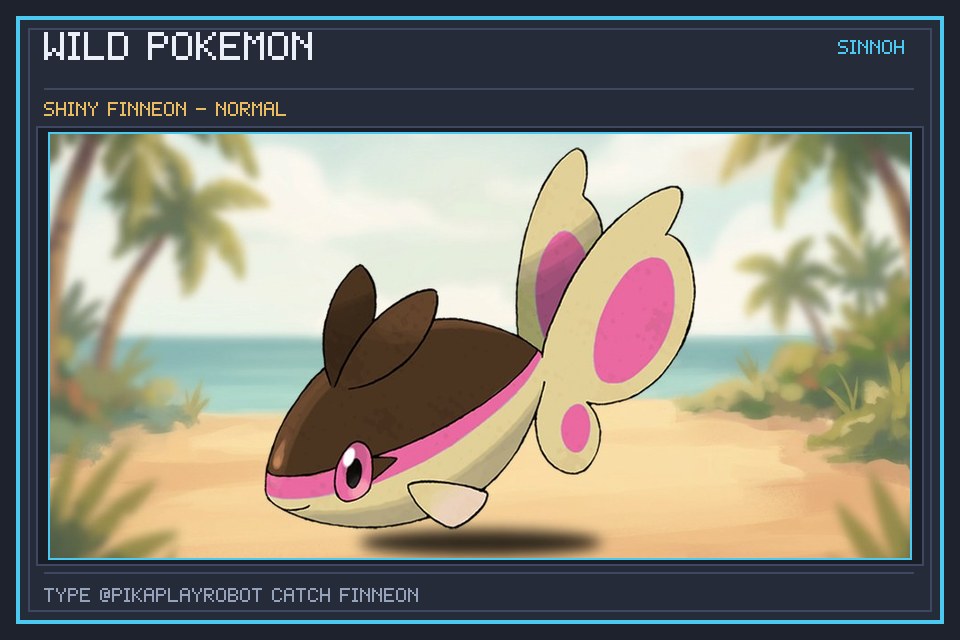 WILD POKEMON
SINNOH
SHINY FINNEON - NORMAL
TYPE @PIKAPLAYROBOT CATCH FINNEON